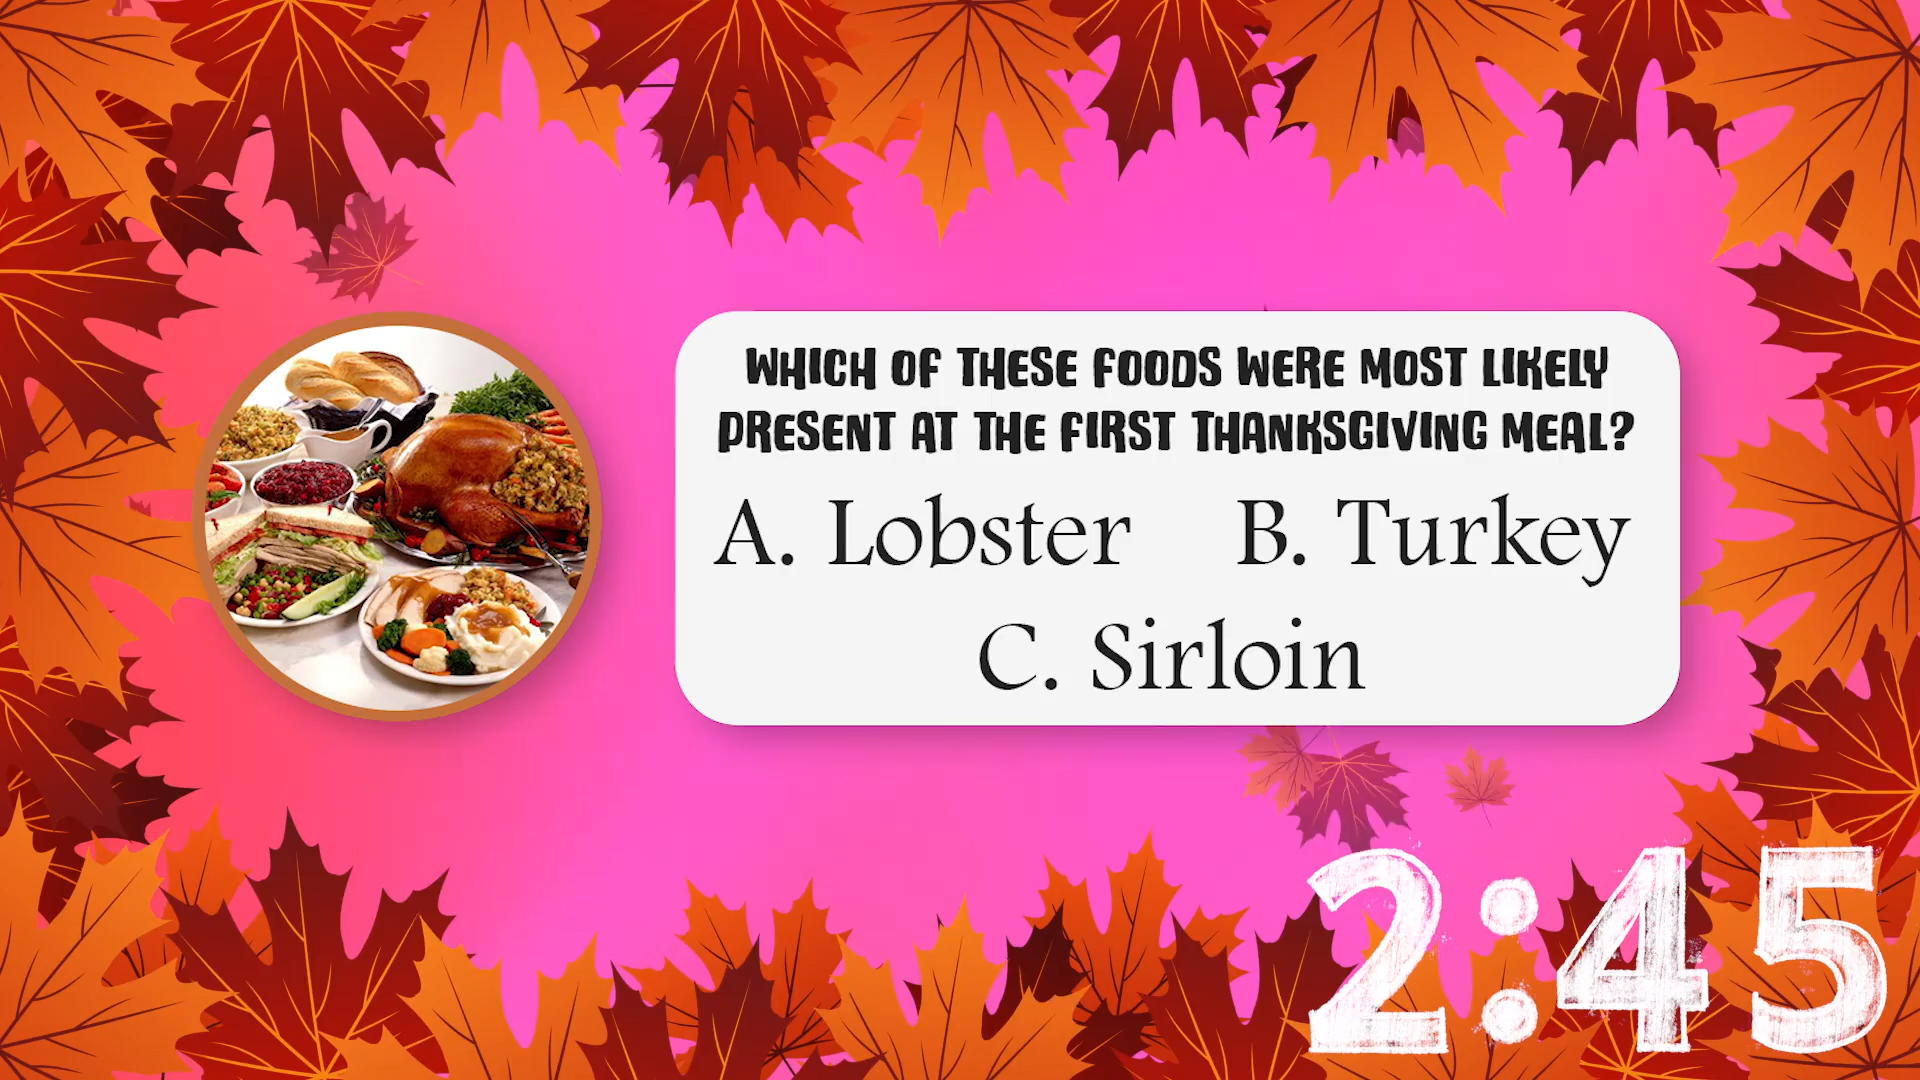 WHICH OF THESE FOODS WERE MOST LIKELY
PRESENT AT THE FIRST THANKSGIVING MEAL?
A. Lobster B. Turkey
C. Sirloin
2:45